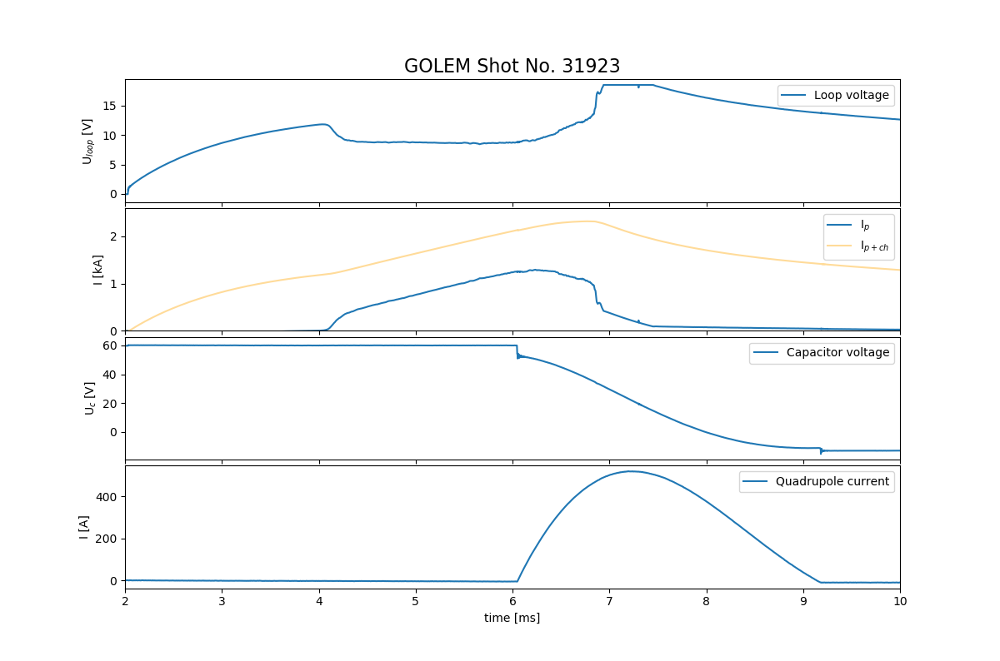 GOLEM Shot No. 31923
U_loop [V]
15
10
5
0
Loop voltage
I [kA]
2
1
0
I_p
I_p+ch
U_c [V]
60
40
20
0
Capacitor voltage
I [A]
400
200
0
Quadrupole current
2 3 4 5 6 7 8 9 10
time [ms]